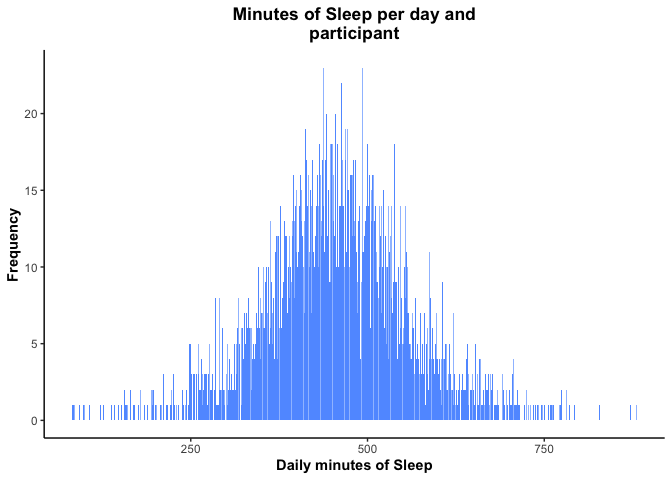 Minutes of Sleep per day and
participant
20
15
10
5
0
Frequency
250
500
750
Daily minutes of Sleep